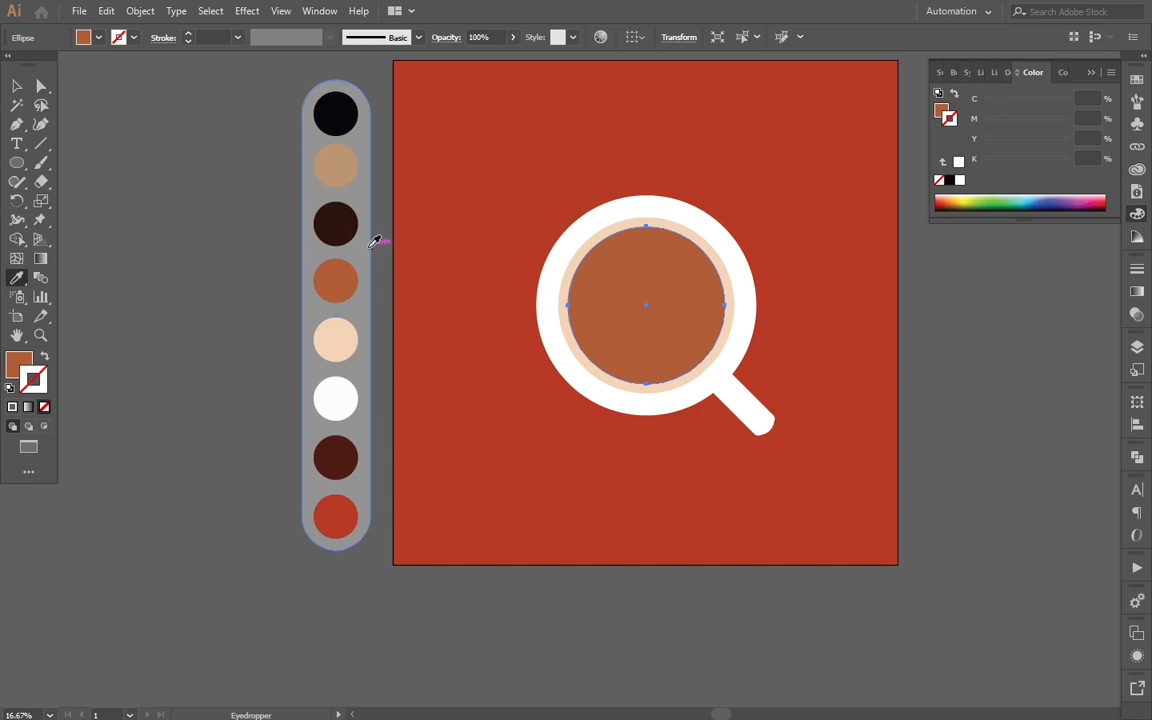 Ai File Edit Object Type Select Effect View Window Help Automation Search Adobe Stock
Ellipse Stroke: Basic Opacity: 100% Style: Transform
Color Co
C %
M %
Y %
K %
16.67% 1 Eyedropper